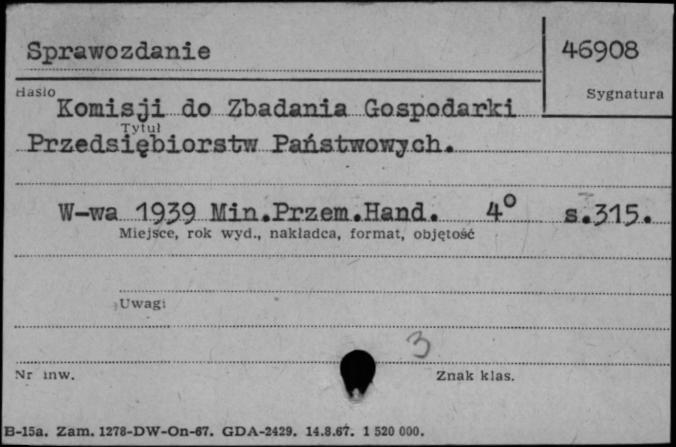 Sprawozdanie
46908
Hasło
Sygnatura
Komisji do Zbadania Gospodarki
Tytuł
Przedsiębiorstw Państwowych.
W-wa 1939 Min.Przem.Hand. 4° s.315.
Miejsce, rok wyd., nakładca, format, objętość
Uwagi
3
Nr inw.
Znak klas.
B-15a. Zam. 1278-DW-On-67. GDA-2429. 14.8.67. 1 520 000.